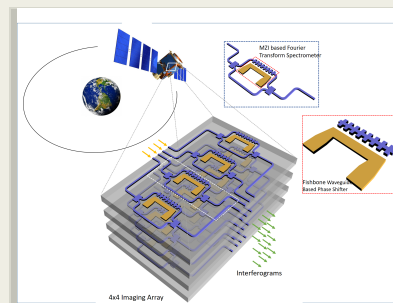 MZI based Fourier
Transform Spectrometer
Fishbone Waveguide
Based Phase Shifter
Interferograms
4x4 Imaging Array